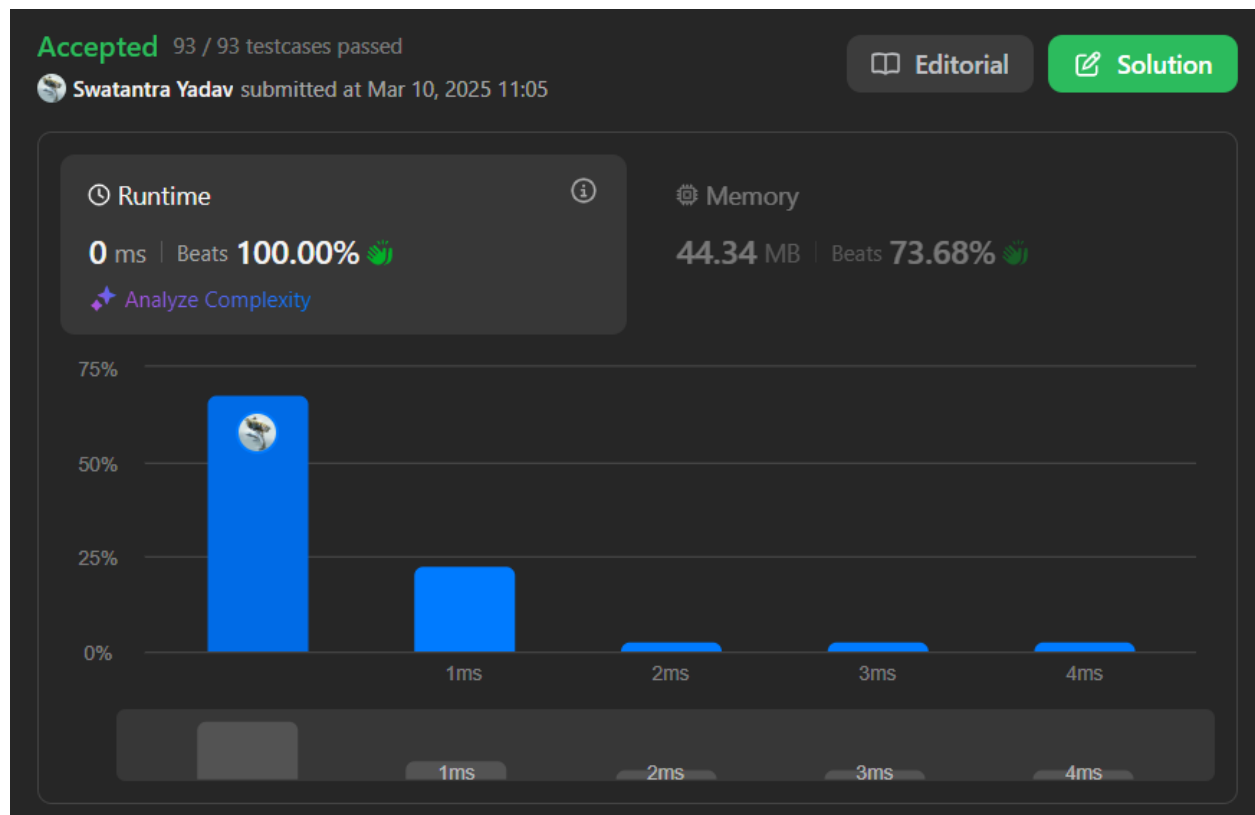 Accepted 93 / 93 testcases passed
Editorial
Solution
Swatantra Yadav submitted at Mar 10, 2025 11:05
Runtime
0 ms | Beats 100.00%
Analyze Complexity
Memory
44.34 MB | Beats 73.68%
75%
50%
25%
0%
1ms 2ms 3ms 4ms
1ms 2ms 3ms 4ms